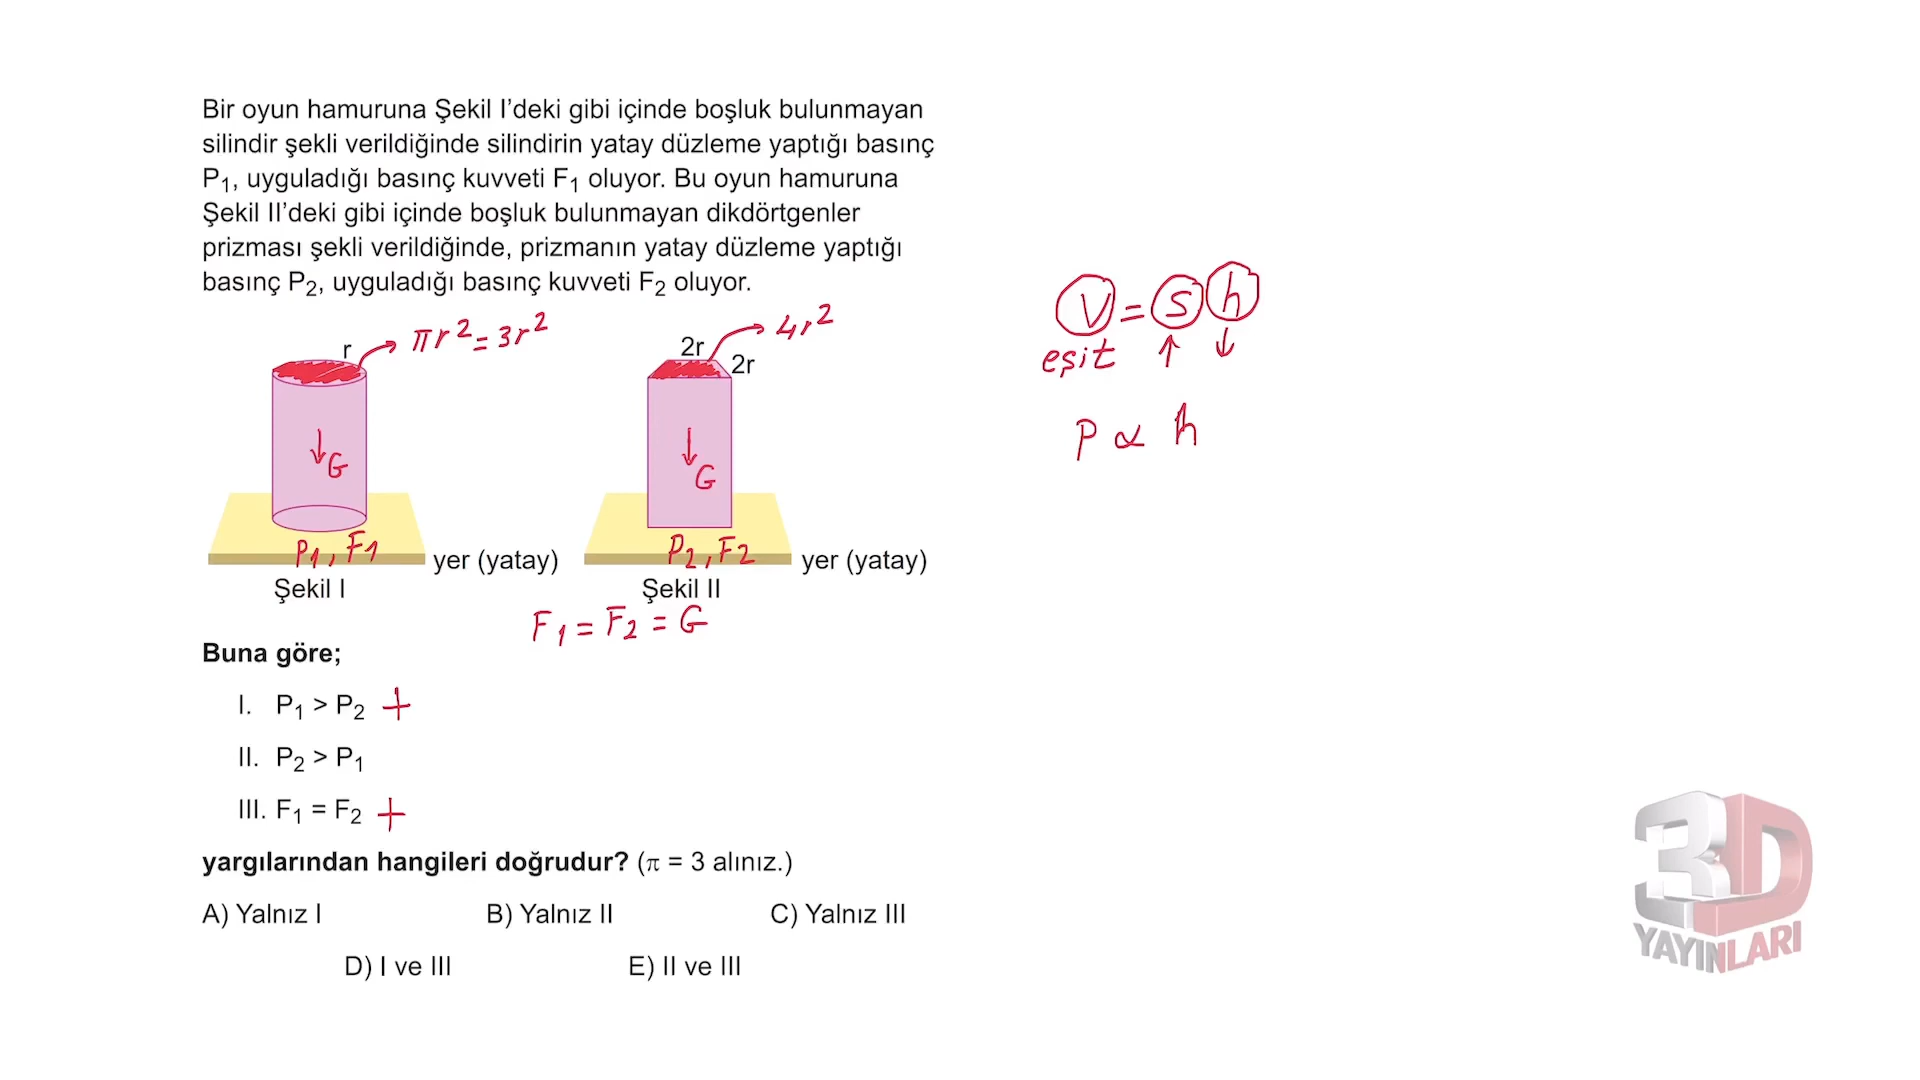 Bir oyun hamuruna Şekil I'deki gibi içinde boşluk bulunmayan
silindir şekli verildiğinde silindirin yatay düzleme yaptığı basınç
P₁, uyguladığı basınç kuvveti F₁ oluyor. Bu oyun hamuruna
Şekil II'deki gibi içinde boşluk bulunmayan dikdörtgenler
prizması şekli verildiğinde, prizmanın yatay düzleme yaptığı
basınç P₂, uyguladığı basınç kuvveti F₂ oluyor.
r
πr² = 3r²
2r
2r
4r²
G
G
P₁, F₁
yer (yatay)
P₂, F₂
yer (yatay)
Şekil I
Şekil II
F₁ = F₂ = G
V = S h
eşit ↑ ↓
P α h
Buna göre;
I. P₁ > P₂ +
II. P₂ > P₁
III. F₁ = F₂ +
yargılarından hangileri doğrudur? (π = 3 alınız.)
A) Yalnız I B) Yalnız II C) Yalnız III
D) I ve III E) II ve III
3D
YAYINLARI